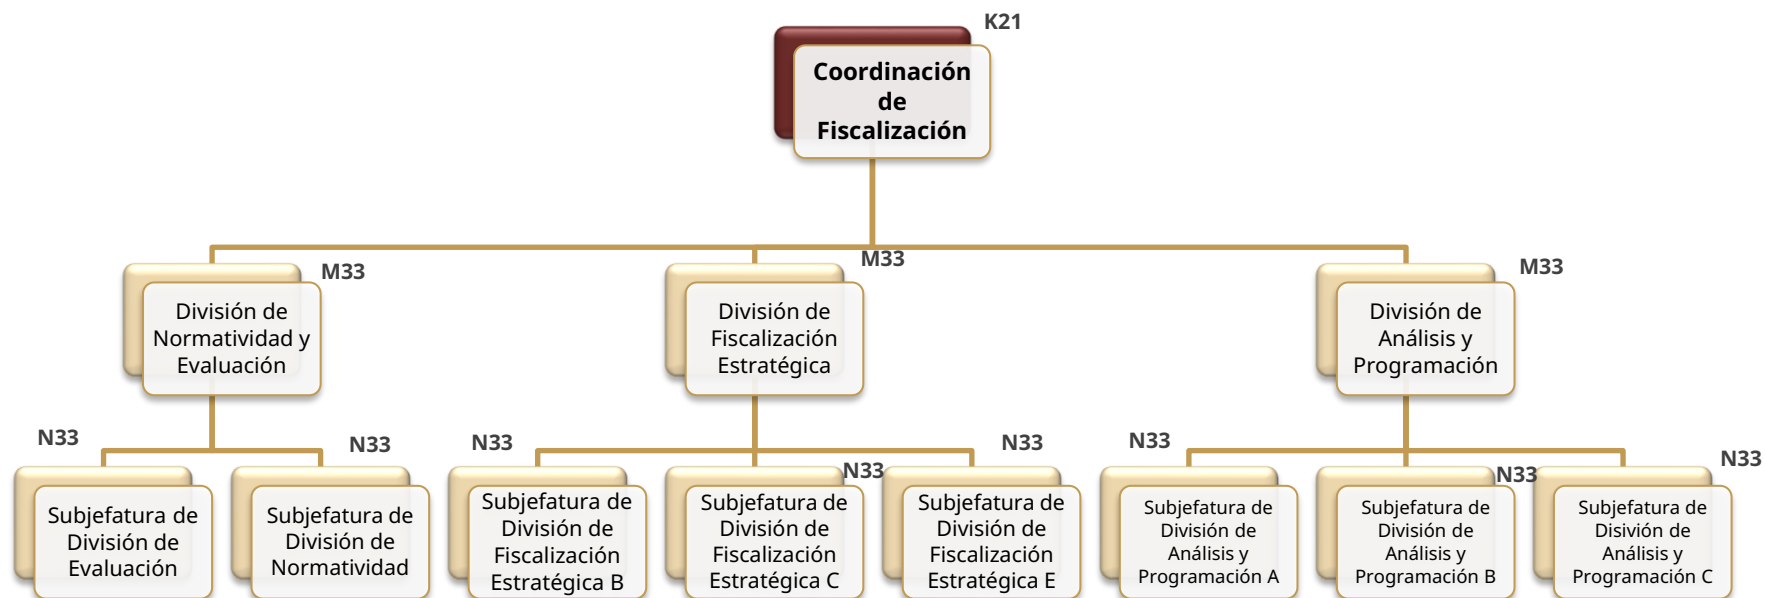 K21
Coordinación
de
Fiscalización
M33
División de
Normatividad y
Evaluación
M33
División de
Fiscalización
Estratégica
M33
División de
Análisis y
Programación
N33
Subjefatura de
División de
Evaluación
N33
Subjefatura de
División de
Normatividad
N33
Subjefatura de
División de
Fiscalización
Estratégica B
N33
Subjefatura de
División de
Fiscalización
Estratégica C
N33
Subjefatura de
División de
Fiscalización
Estratégica E
N33
Subjefatura de
División de
Análisis y
Programación A
N33
Subjefatura de
División de
Análisis y
Programación B
N33
Subjefatura de
Disivión de
Análisis y
Programación C